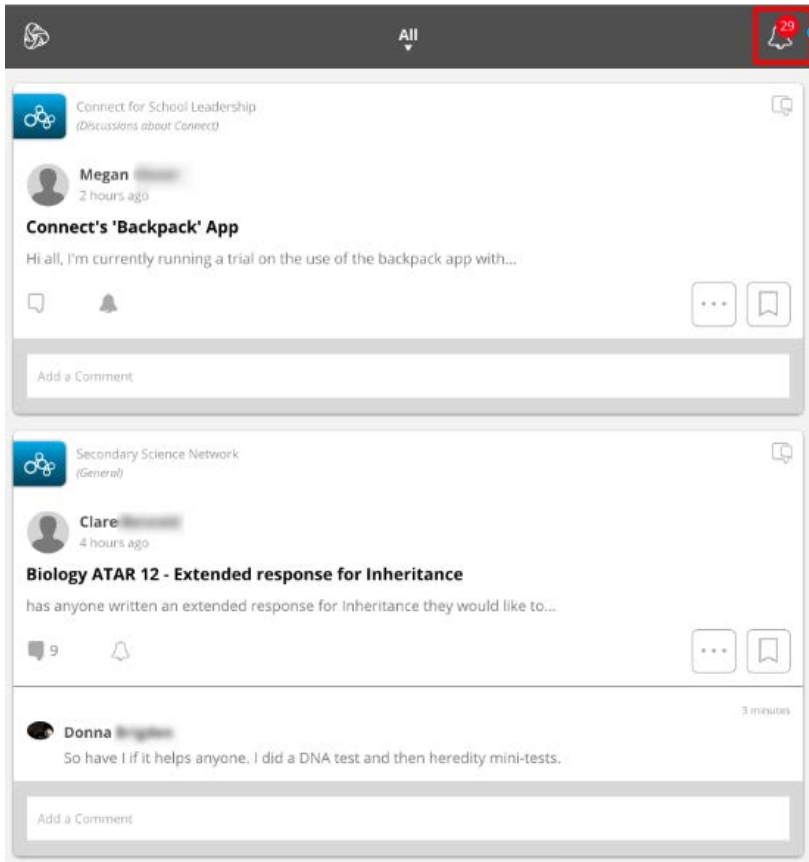 All
29
Connect for School Leadership
(Discussions about Connect)
Megan
2 hours ago
Connect's 'Backpack' App
Hi all, I'm currently running a trial on the use of the backpack app with...
Add a Comment
Secondary Science Network
(General)
Clare
4 hours ago
Biology ATAR 12 - Extended response for Inheritance
has anyone written an extended response for Inheritance they would like to...
9
3 minutes
Donna
So have I if it helps anyone. I did a DNA test and then heredity mini-tests.
Add a Comment